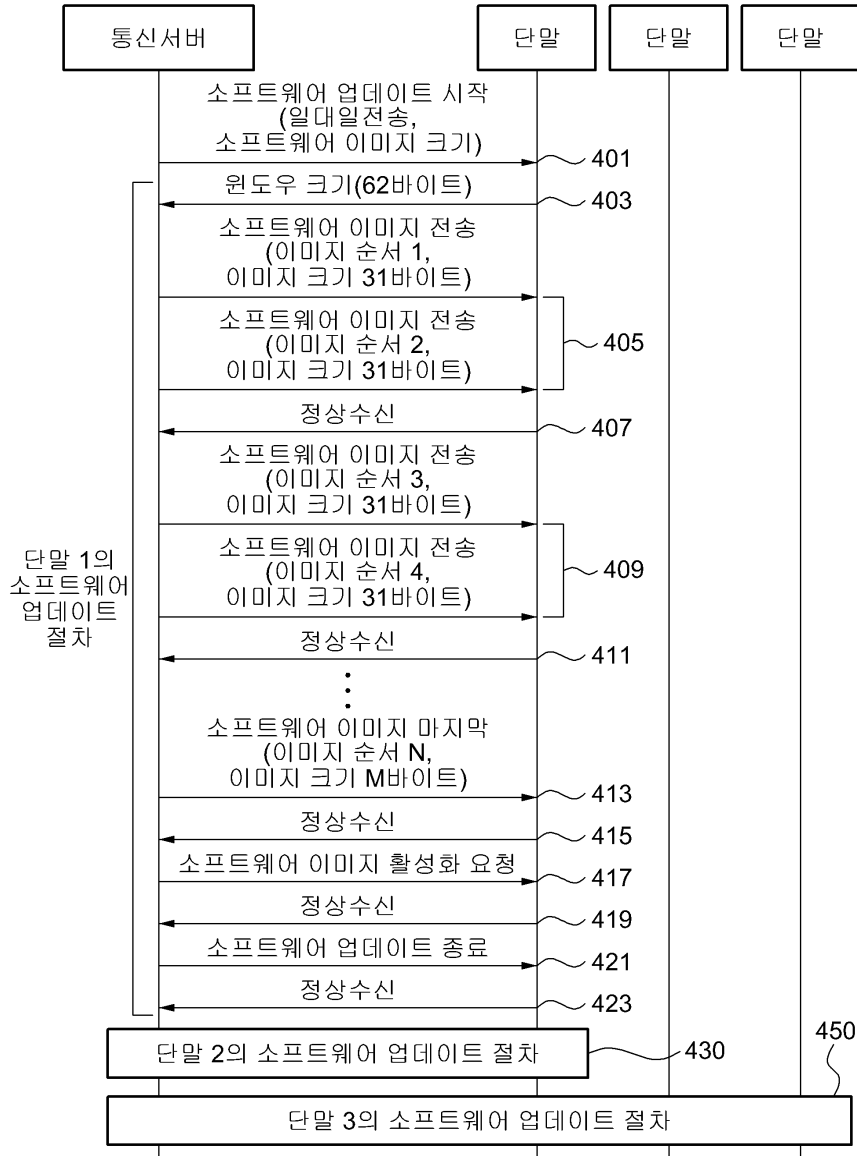 통신서버
단말
단말
단말
소프트웨어 업데이트 시작
(일대일전송,
소프트웨어 이미지 크기)
401
윈도우 크기(62바이트)
403
소프트웨어 이미지 전송
(이미지 순서 1,
이미지 크기 31바이트)
소프트웨어 이미지 전송
(이미지 순서 2,
이미지 크기 31바이트)
405
정상수신
407
소프트웨어 이미지 전송
(이미지 순서 3,
이미지 크기 31바이트)
소프트웨어 이미지 전송
(이미지 순서 4,
이미지 크기 31바이트)
409
단말 1의
소프트웨어
업데이트
절차
정상수신
411
소프트웨어 이미지 마지막
(이미지 순서 N,
이미지 크기 M바이트)
413
정상수신
415
소프트웨어 이미지 활성화 요청
417
정상수신
419
소프트웨어 업데이트 종료
421
정상수신
423
단말 2의 소프트웨어 업데이트 절차
430
450
단말 3의 소프트웨어 업데이트 절차